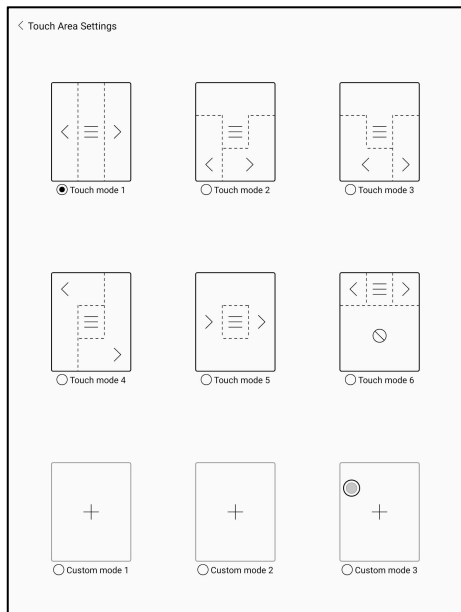 Touch Area Settings
Touch mode 1
Touch mode 2
Touch mode 3
Touch mode 4
Touch mode 5
Touch mode 6
Custom mode 1
Custom mode 2
Custom mode 3